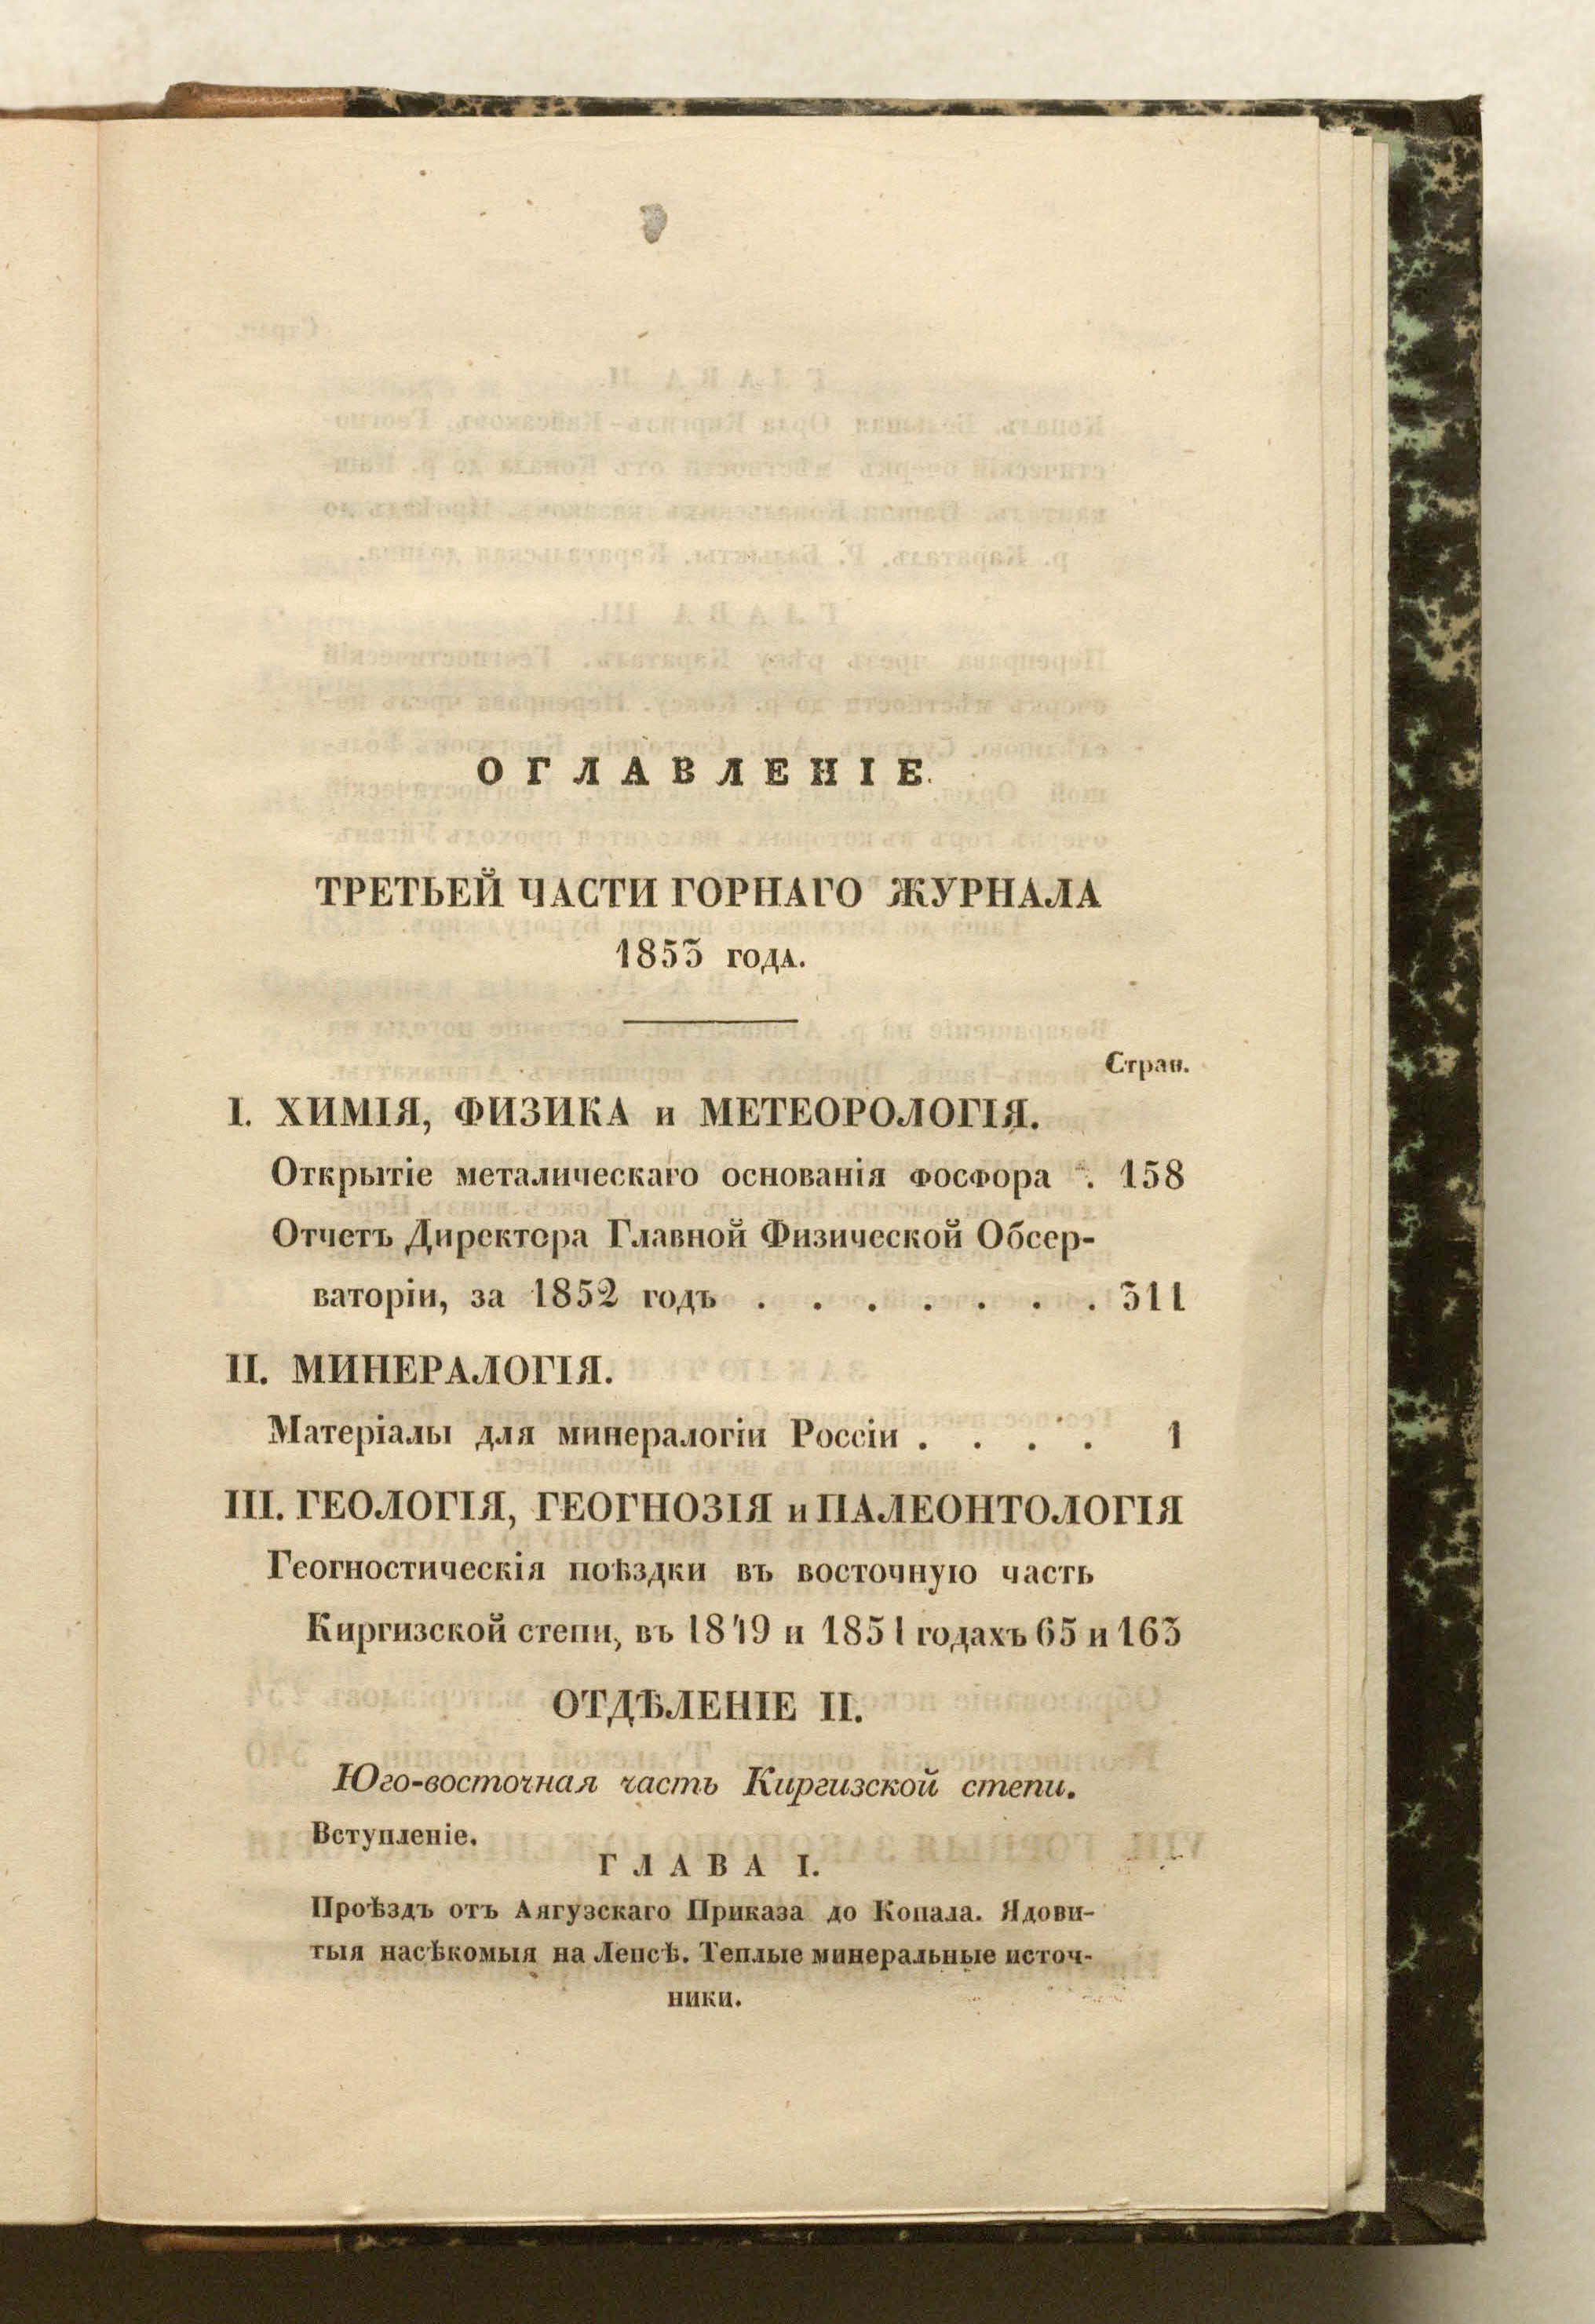 ОГЛАВЛЕНІЕ.
ТРЕТЬЕЙ ЧАСТИ ГОРНАГО ЖУРНАЛА
1853 ГОДА.
Стран.
I. ХИМІЯ, ФИЗИКА и МЕТЕОРОЛОГІЯ.
Открытіе металическаго основанія фосфора . 158
Отчетъ Директора Главной Физической Обсер-
ваторіи, за 1852 годъ . . . . . . . 311
II. МИНЕРАЛОГІЯ.
Матеріалы для минералогіи Россіи . . . . 1
III. ГЕОЛОГІЯ, ГЕОГНОЗІЯ и ПАЛЕОНТОЛОГІЯ
Геогностическія поѣздки въ восточную часть
Киргизской степи, въ 1849 и 1851 годахъ 65 и 163
ОТДѢЛЕНІЕ II.
Юго-восточная часть Киргизской степи.
Вступленіе.
ГЛАВА I.
Проѣздъ отъ Аягузскаго Приказа до Копала. Ядови-
тыя насѣкомыя на Лепсѣ. Теплые минеральные источ-
ники.